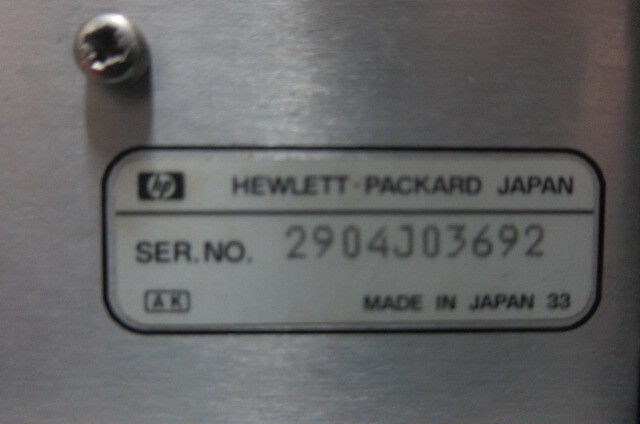 hp HEWLETT·PACKARD JAPAN
SER.NO. 2904J03692
AK MADE IN JAPAN 33